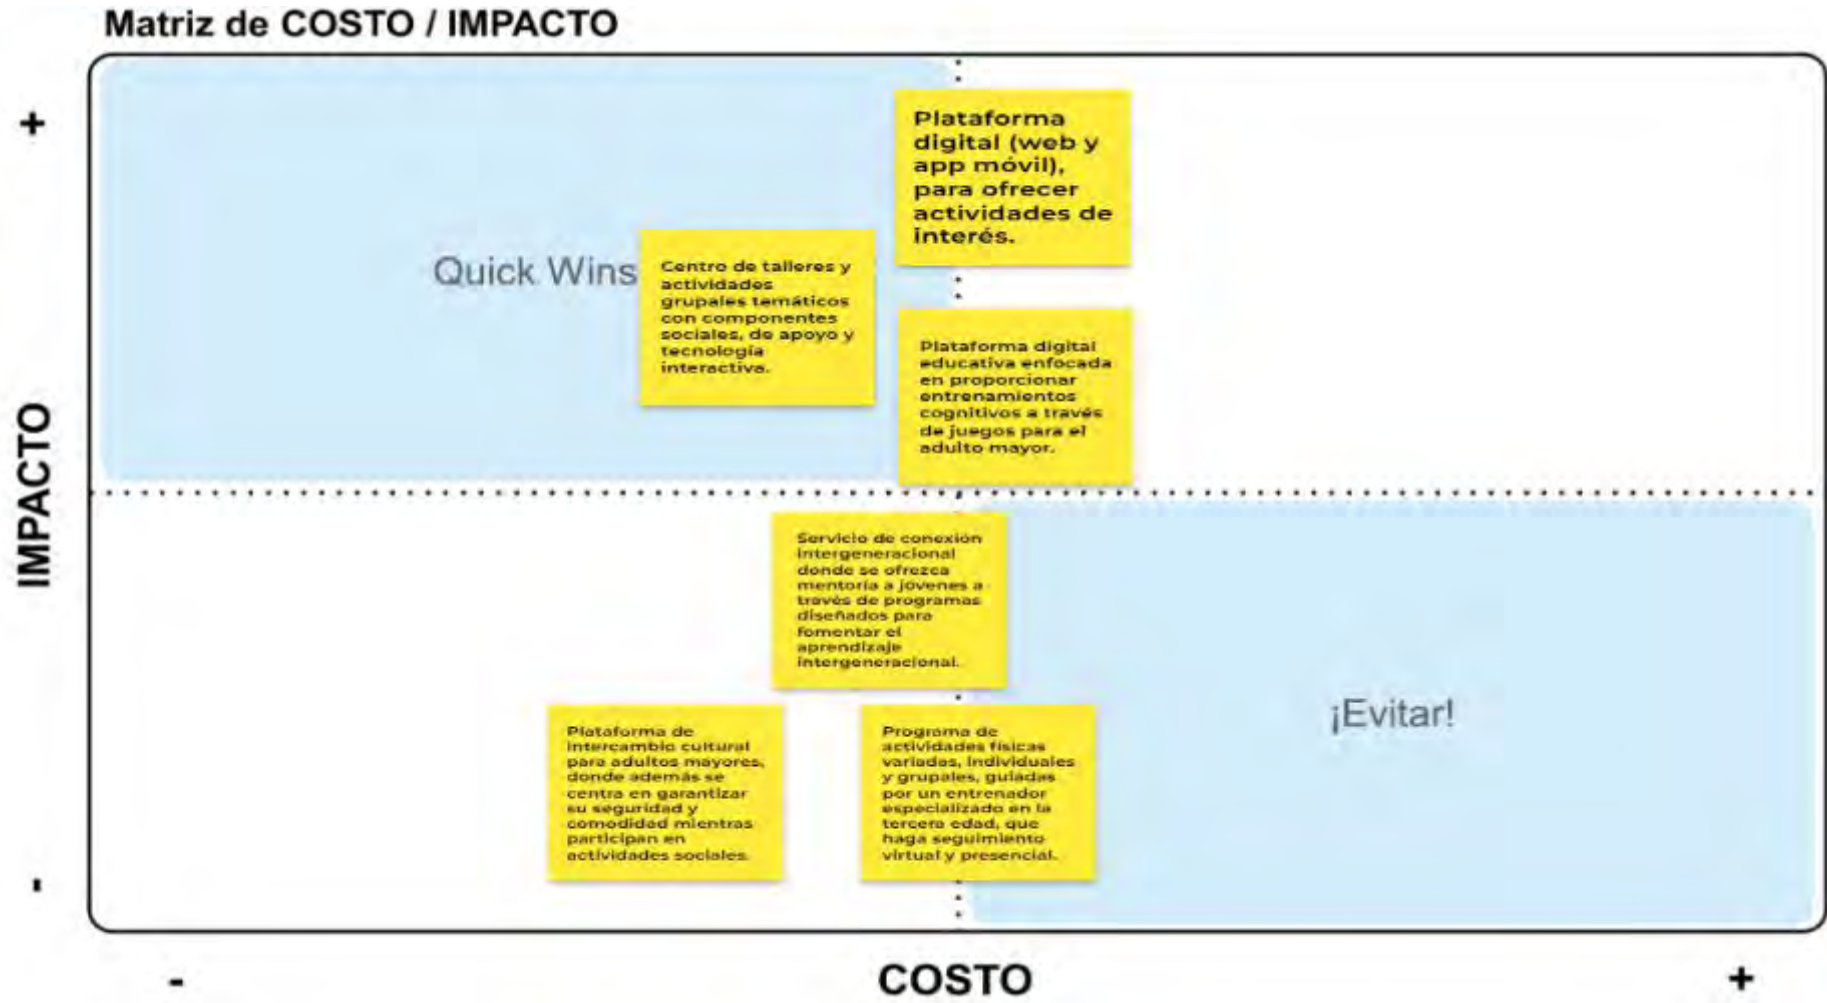 Matriz de COSTO / IMPACTO
+
Plataforma
digital (web y
app móvil),
para ofrecer
actividades de
interés.
Quick Wins
Centro de talleres y
actividades
grupales temáticos
con componentes
sociales, de apoyo y
tecnología
interactiva.
Plataforma digital
educativa enfocada
en proporcionar
entrenamientos
cognitivos a través
de juegos para el
adulto mayor.
IMPACTO
Servicio de conexión
intergeneracional
donde se ofrezca
mentoría a jóvenes a
través de programas
diseñados para
fomentar el
aprendizaje
intergeneracional.
Plataforma de
intercambio cultural
para adultos mayores,
donde además se
centra en garantizar
su seguridad y
comodidad mientras
participan en
actividades sociales.
Programa de
actividades físicas
variadas, individuales
y grupales, guiadas
por un entrenador
especializado en la
tercera edad, que
haga seguimiento
virtual y presencial.
¡Evitar!
-
-
COSTO
+